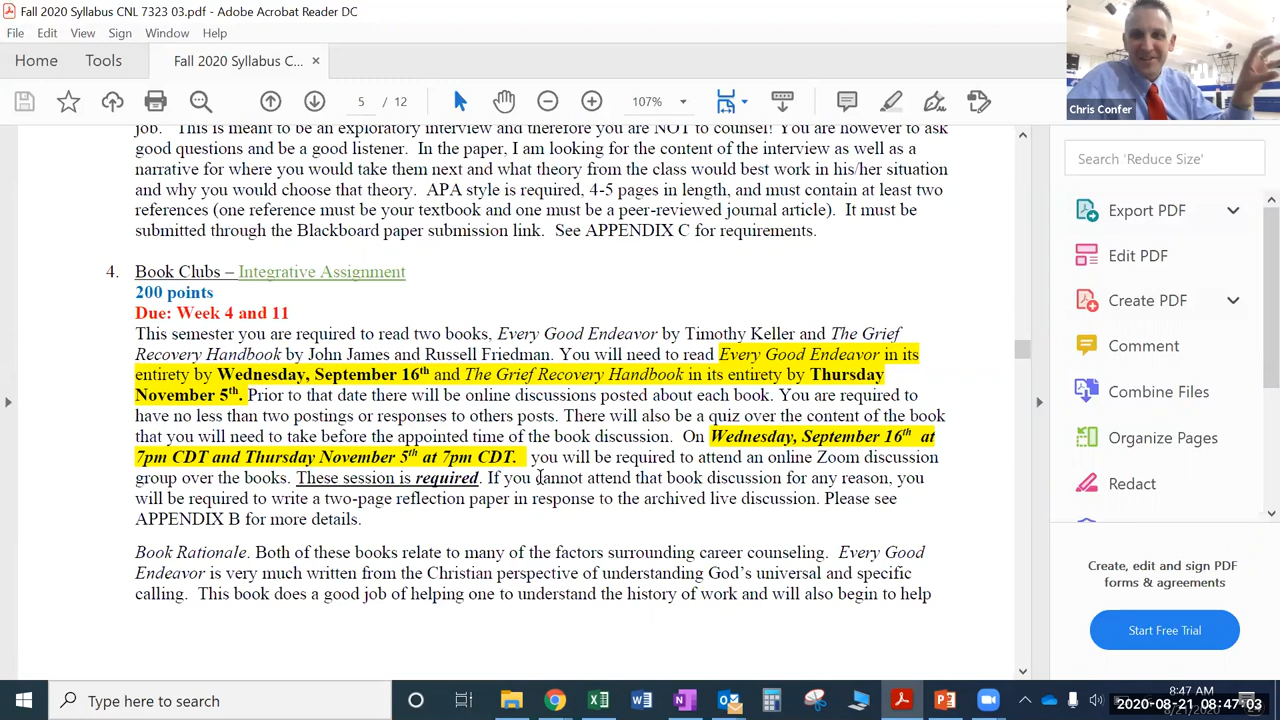 Fall 2020 Syllabus CNL 7323 03.pdf - Adobe Acrobat Reader DC
File Edit View Sign Window Help
Home Tools Fall 2020 Syllabus C... ×
5 / 12 107%
Chris Confer
job. This is meant to be an exploratory interview and therefore you are NOT to counsel! You are however to ask
good questions and be a good listener. In the paper, I am looking for the content of the interview as well as a
narrative for where you would take them next and what theory from the class would best work in his/her situation
and why you would choose that theory. APA style is required, 4-5 pages in length, and must contain at least two
references (one reference must be your textbook and one must be a peer-reviewed journal article). It must be
submitted through the Blackboard paper submission link. See APPENDIX C for requirements.
4. Book Clubs – Integrative Assignment
200 points
Due: Week 4 and 11
This semester you are required to read two books, Every Good Endeavor by Timothy Keller and The Grief
Recovery Handbook by John James and Russell Friedman. You will need to read Every Good Endeavor in its
entirety by Wednesday, September 16th and The Grief Recovery Handbook in its entirety by Thursday
November 5th. Prior to that date there will be online discussions posted about each book. You are required to
have no less than two postings or responses to others posts. There will also be a quiz over the content of the book
that you will need to take before the appointed time of the book discussion. On Wednesday, September 16th at
7pm CDT and Thursday November 5th at 7pm CDT. you will be required to attend an online Zoom discussion
group over the books. These session is required. If you cannot attend that book discussion for any reason, you
will be required to write a two-page reflection paper in response to the archived live discussion. Please see
APPENDIX B for more details.
Book Rationale. Both of these books relate to many of the factors surrounding career counseling. Every Good
Endeavor is very much written from the Christian perspective of understanding God's universal and specific
calling. This book does a good job of helping one to understand the history of work and will also begin to help
Search 'Reduce Size'
Export PDF
Edit PDF
Create PDF
Comment
Combine Files
Organize Pages
Redact
Create, edit and sign PDF
forms & agreements
Start Free Trial
Type here to search
8:47 AM
2020-08-21 08:47:03